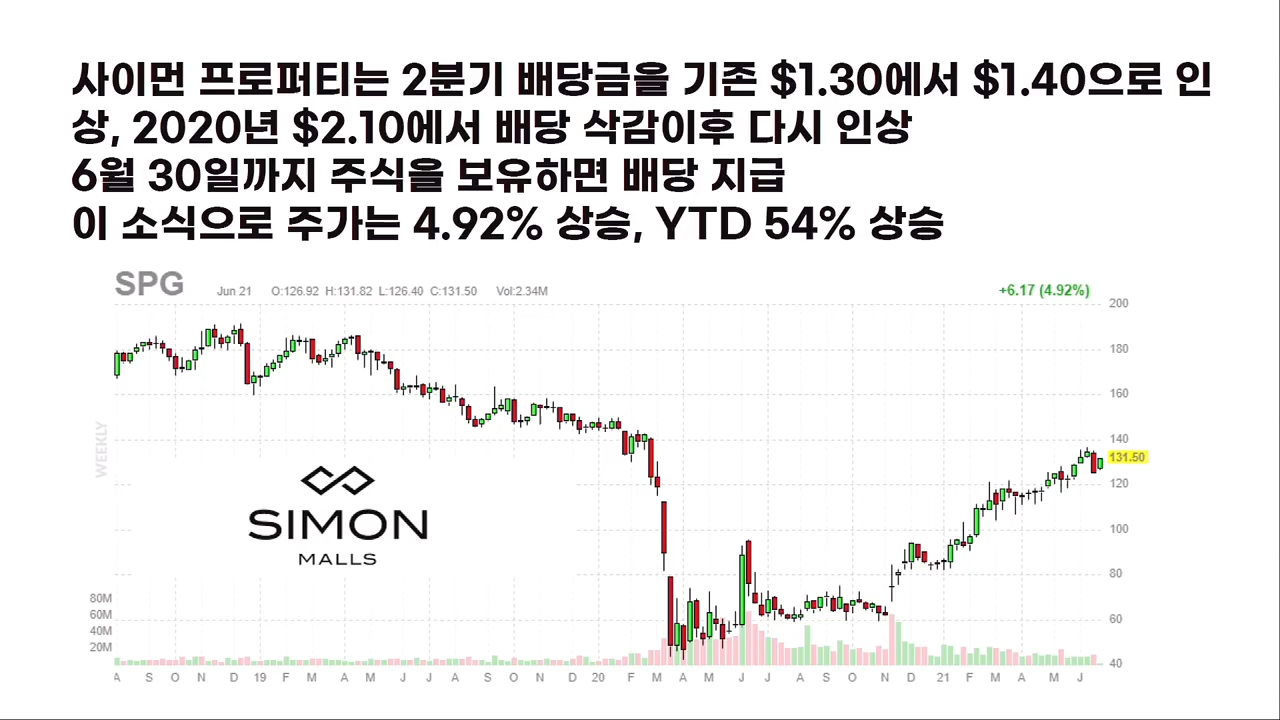 사이먼 프로퍼티는 2분기 배당금을 기존 $1.30에서 $1.40으로 인
상, 2020년 $2.10에서 배당 삭감이후 다시 인상
6월 30일까지 주식을 보유하면 배당 지급
이 소식으로 주가는 4.92% 상승, YTD 54% 상승
SPG Jun 21 O:126.92 H:131.82 L:126.40 C:131.50 Vol:2.34M +6.17 (4.92%)
200
180
160
140
WEEKLY
131.50
120
SIMON
MALLS
100
80
80M
60M
60
40M
20M
40
A S O N D 19 F M A M J J A S O N D 20 F M A M J J A S O N D 21 F M A M J